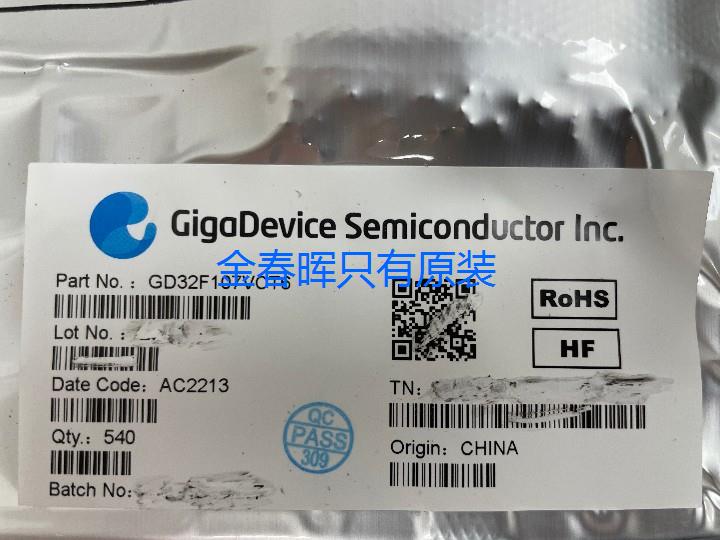 GigaDevice Semiconductor Inc.
金春晖只有原装
Part No.: GD32F107VCT6
RoHS
Lot No.:
HF
Date Code: AC2213
TN:
Qty.: 540
QC
PASS
309
Origin: CHINA
Batch No: